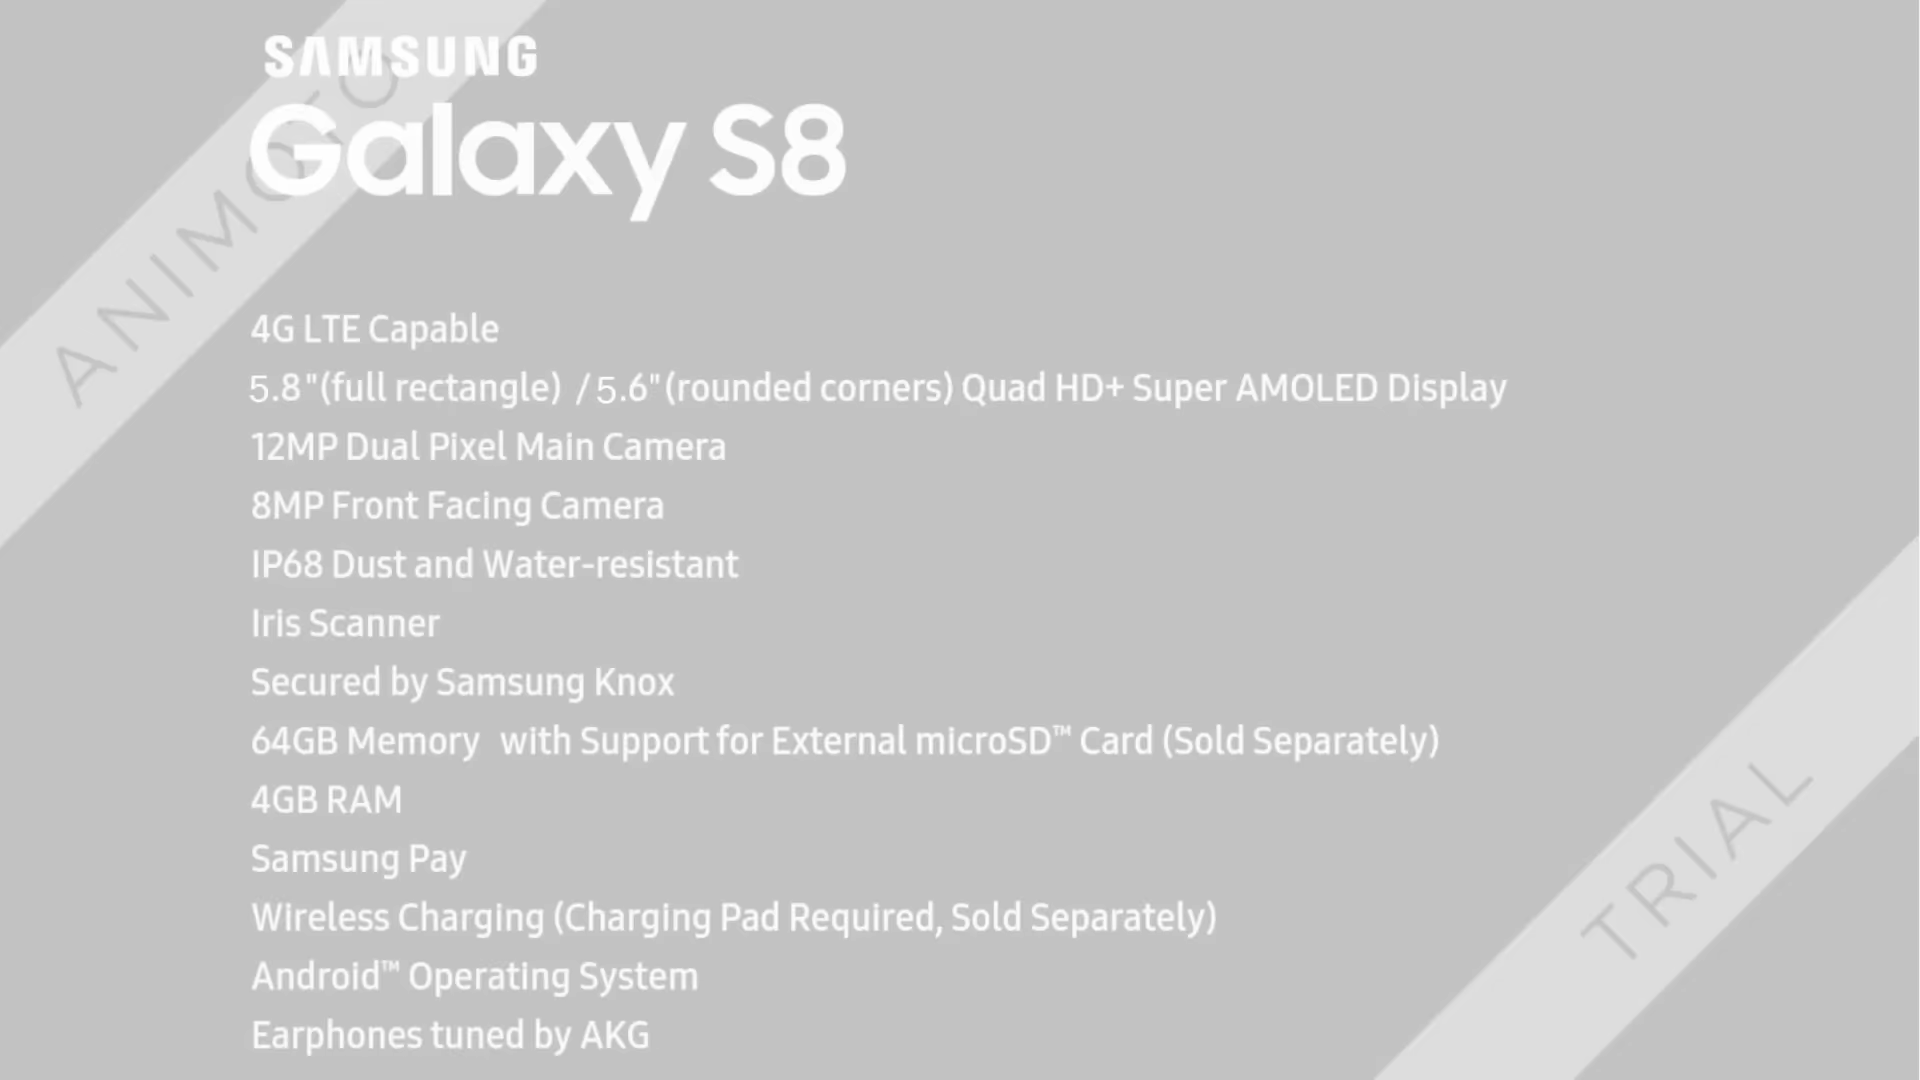 SAMSUNG
Galaxy S8
4G LTE Capable
5.8"(full rectangle) / 5.6"(rounded corners) Quad HD+ Super AMOLED Display
12MP Dual Pixel Main Camera
8MP Front Facing Camera
IP68 Dust and Water-resistant
Iris Scanner
Secured by Samsung Knox
64GB Memory with Support for External microSD™ Card (Sold Separately)
4GB RAM
Samsung Pay
Wireless Charging (Charging Pad Required, Sold Separately)
Android™ Operating System
Earphones tuned by AKG
ANIMOTO
TRIAL